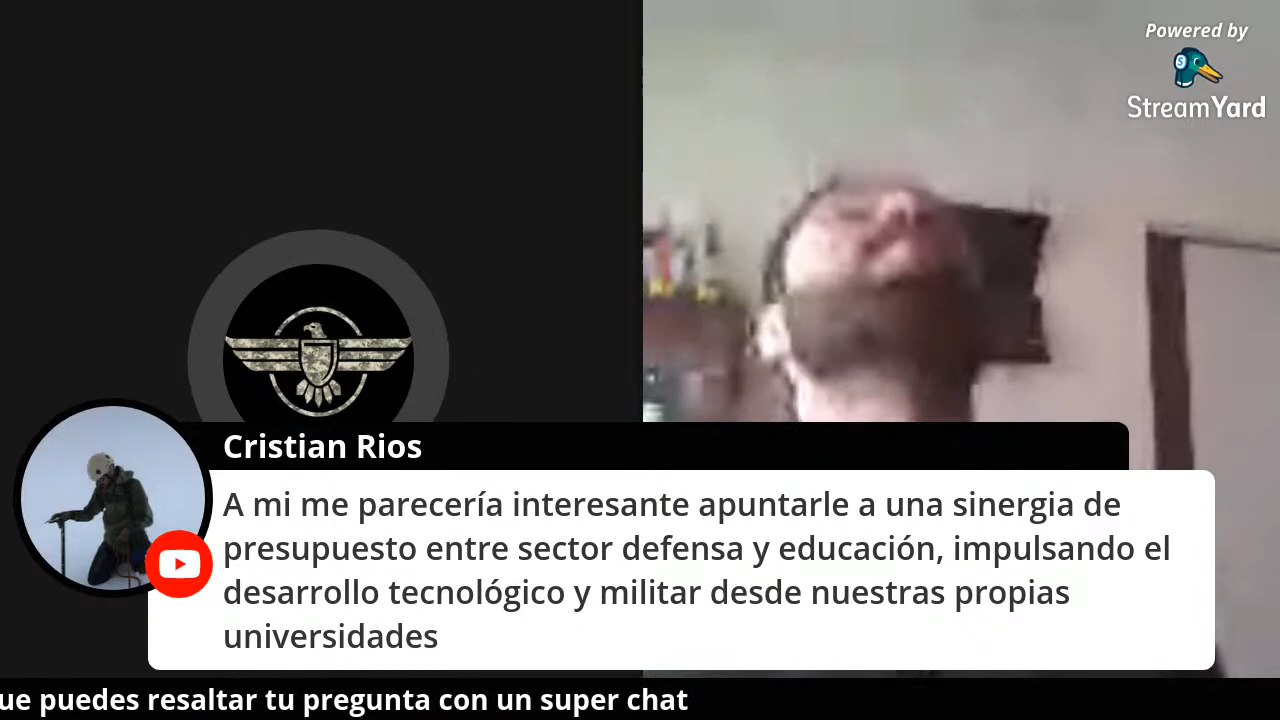 Powered by
StreamYard
Cristian Rios
A mi me parecería interesante apuntarle a una sinergia de
presupuesto entre sector defensa y educación, impulsando el
desarrollo tecnológico y militar desde nuestras propias
universidades
ue puedes resaltar tu pregunta con un super chat